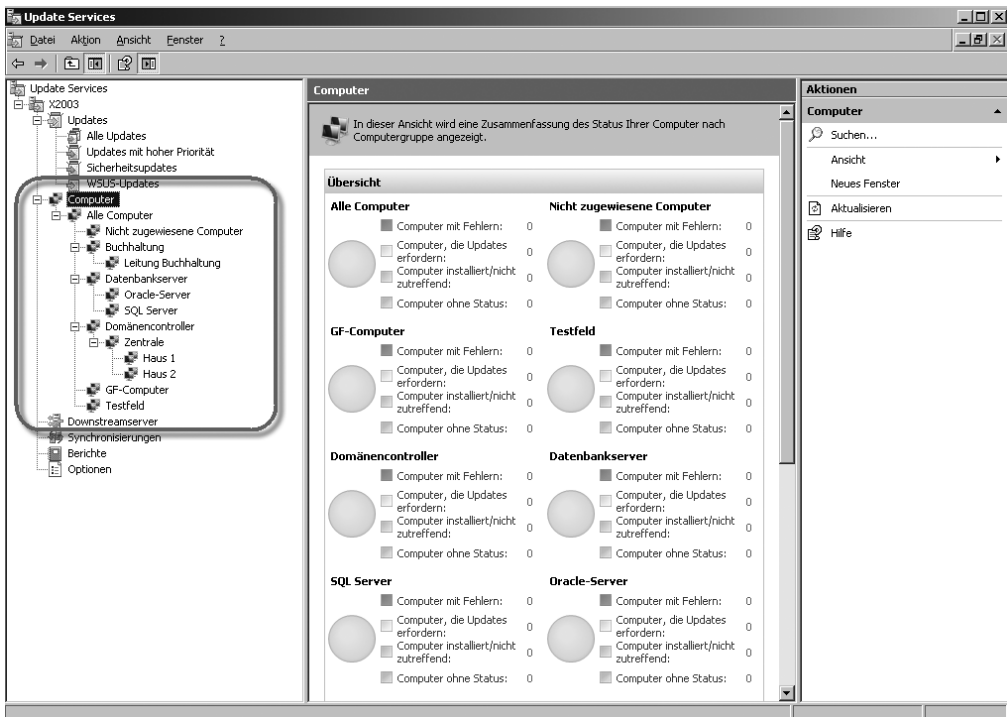 Update Services
Datei Aktion Ansicht Fenster ?
Update Services
X2003
Updates
Alle Updates
Updates mit hoher Priorität
Sicherheitsupdates
WSUS-Updates
Computer
Alle Computer
Nicht zugewiesene Computer
Buchhaltung
Leitung Buchhaltung
Datenbankserver
Oracle-Server
SQL Server
Domänencontroller
Zentrale
Haus 1
Haus 2
GF-Computer
Testfeld
Downstreamserver
Synchronisierungen
Berichte
Optionen
Computer
In dieser Ansicht wird eine Zusammenfassung des Status Ihrer Computer nach
Computergruppe angezeigt.
Übersicht
Alle Computer
Computer mit Fehlern: 0
Computer, die Updates
erfordern: 0
Computer installiert/nicht
zutreffend: 0
Computer ohne Status: 0
Nicht zugewiesene Computer
Computer mit Fehlern: 0
Computer, die Updates
erfordern: 0
Computer installiert/nicht
zutreffend: 0
Computer ohne Status: 0
GF-Computer
Computer mit Fehlern: 0
Computer, die Updates
erfordern: 0
Computer installiert/nicht
zutreffend: 0
Computer ohne Status: 0
Testfeld
Computer mit Fehlern: 0
Computer, die Updates
erfordern: 0
Computer installiert/nicht
zutreffend: 0
Computer ohne Status: 0
Domänencontroller
Computer mit Fehlern: 0
Computer, die Updates
erfordern: 0
Computer installiert/nicht
zutreffend: 0
Computer ohne Status: 0
Datenbankserver
Computer mit Fehlern: 0
Computer, die Updates
erfordern: 0
Computer installiert/nicht
zutreffend: 0
Computer ohne Status: 0
SQL Server
Computer mit Fehlern: 0
Computer, die Updates
erfordern: 0
Computer installiert/nicht
zutreffend: 0
Computer ohne Status: 0
Oracle-Server
Computer mit Fehlern: 0
Computer, die Updates
erfordern: 0
Computer installiert/nicht
zutreffend: 0
Computer ohne Status: 0
Aktionen
Computer
Suchen...
Ansicht
Neues Fenster
Aktualisieren
Hilfe